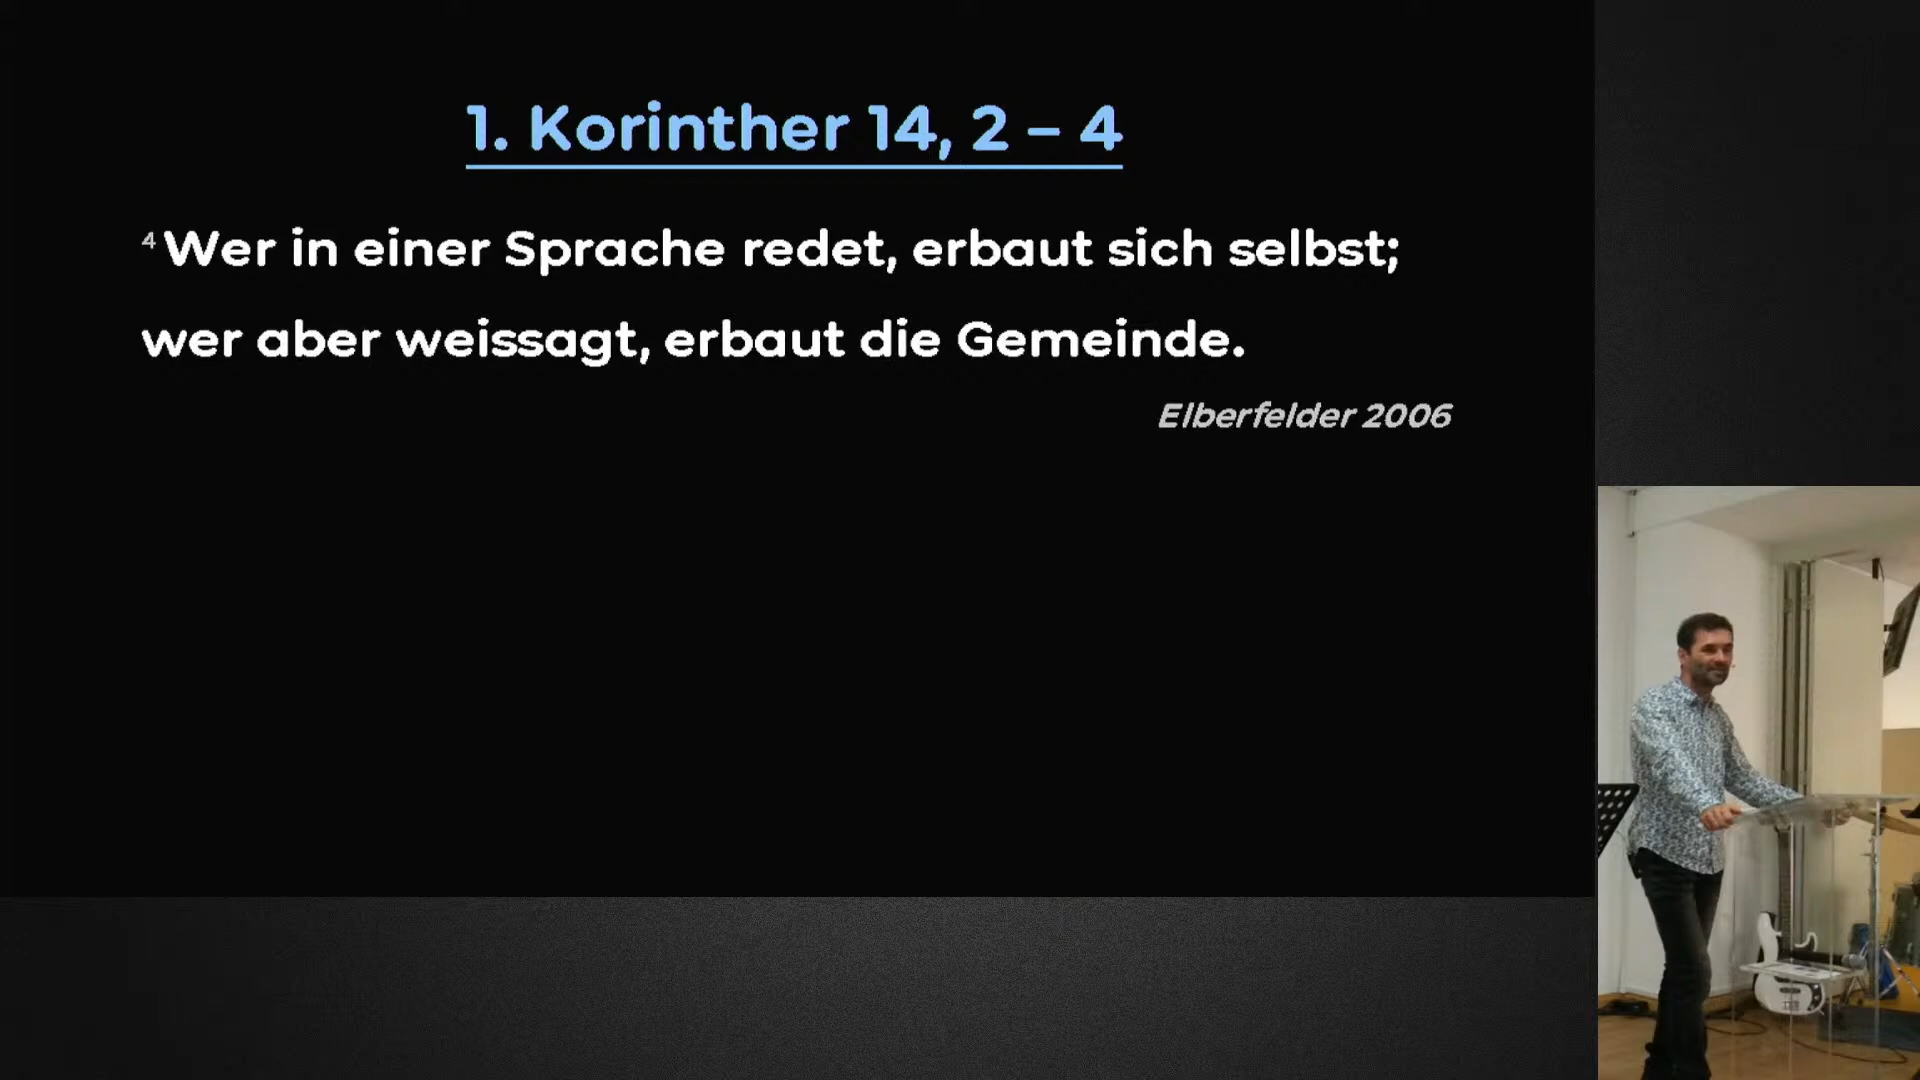 1. Korinther 14, 2 – 4
4 Wer in einer Sprache redet, erbaut sich selbst;
wer aber weissagt, erbaut die Gemeinde.
Elberfelder 2006